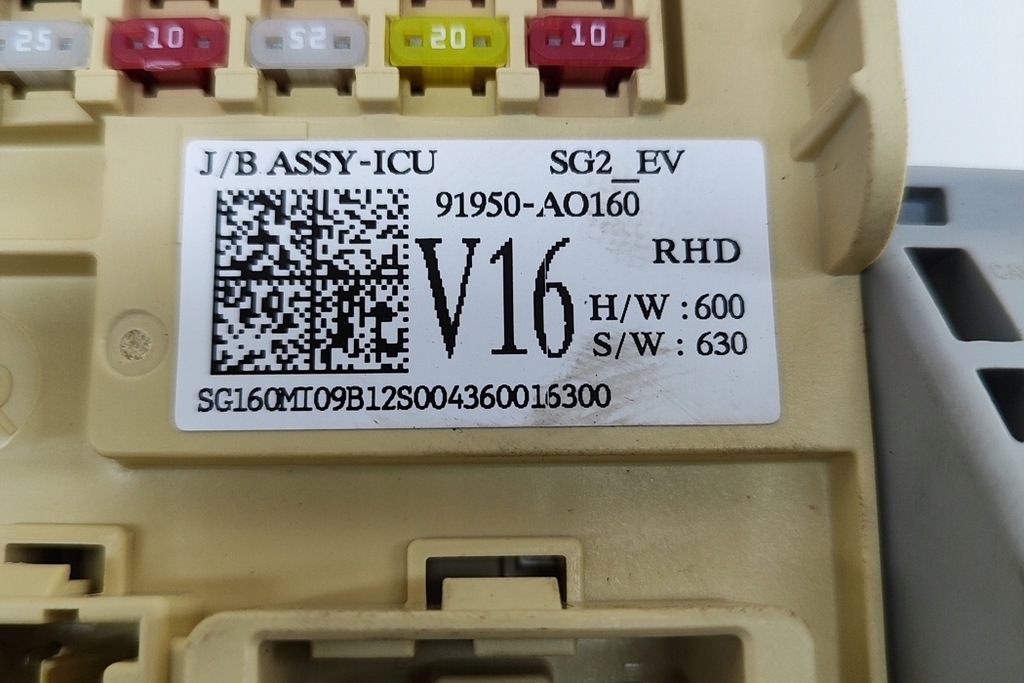 25 10 25 20 10
J/B ASSY-ICU SG2_EV
91950-AO160
V16
RHD
H/W : 600
S/W : 630
SG160MI09B12S004360016300